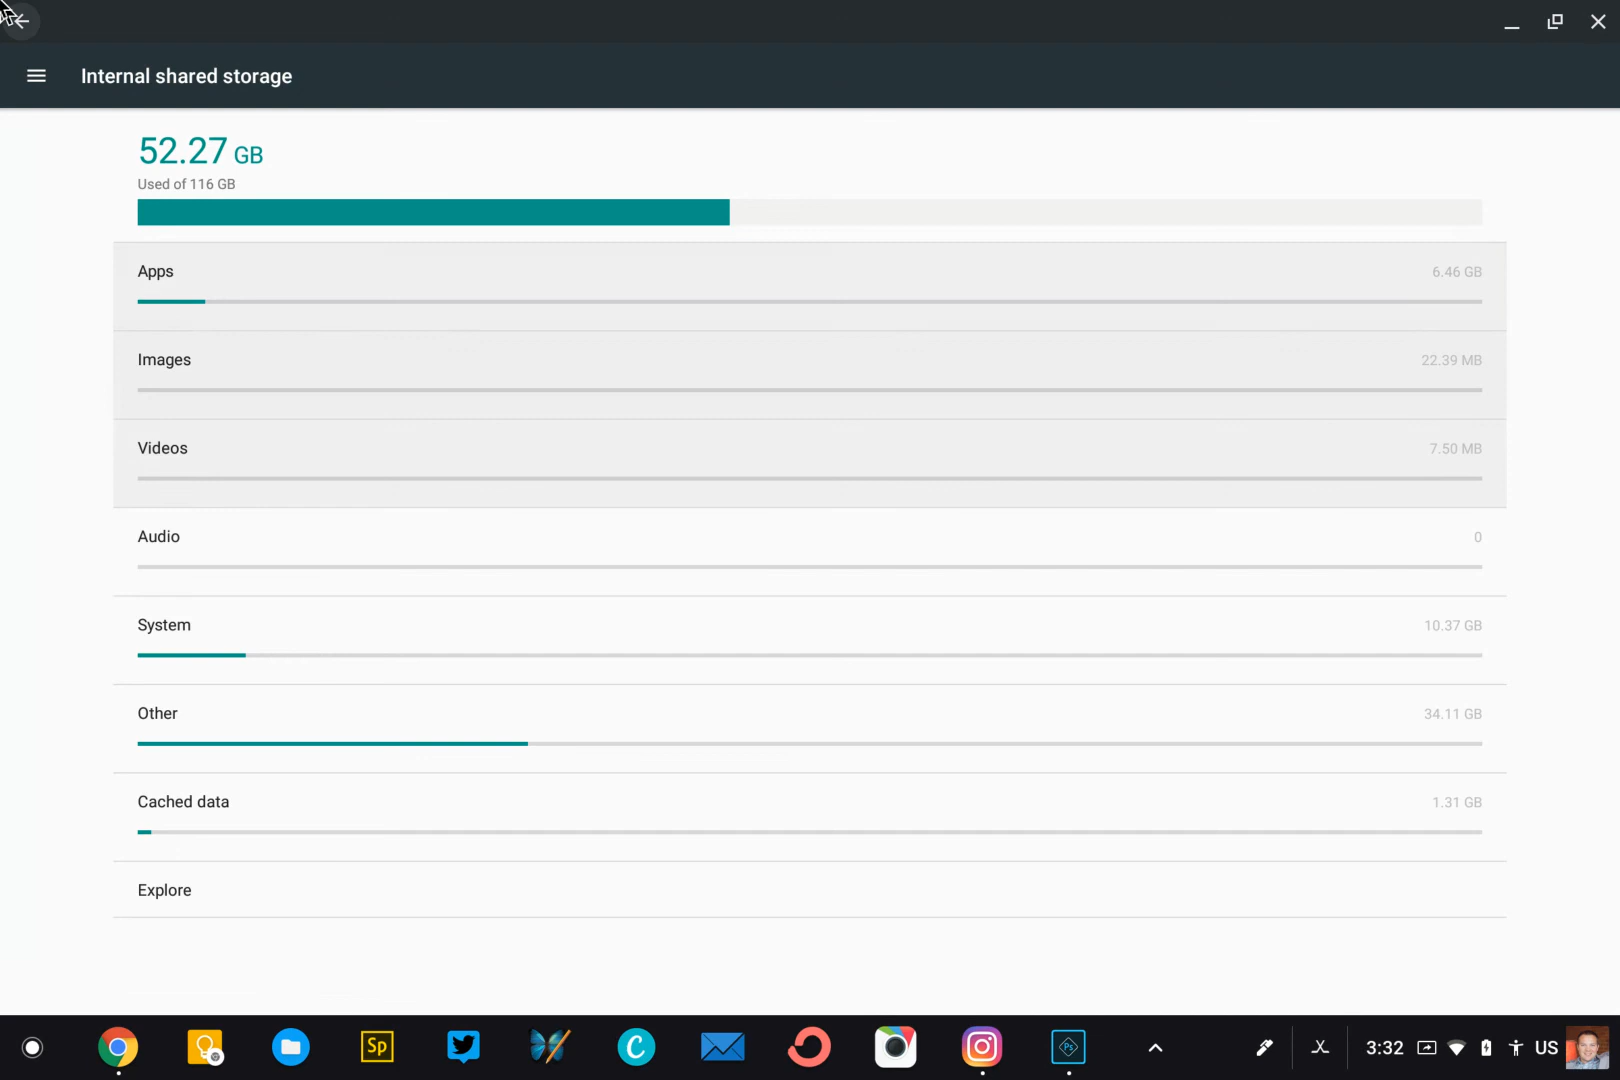 Internal shared storage
52.27 GB
Used of 116 GB
Apps 6.46 GB
Images 22.39 MB
Videos 7.50 MB
Audio 0
System 10.37 GB
Other 34.11 GB
Cached data 1.31 GB
Explore
Sp
C
Ps
3:32 US